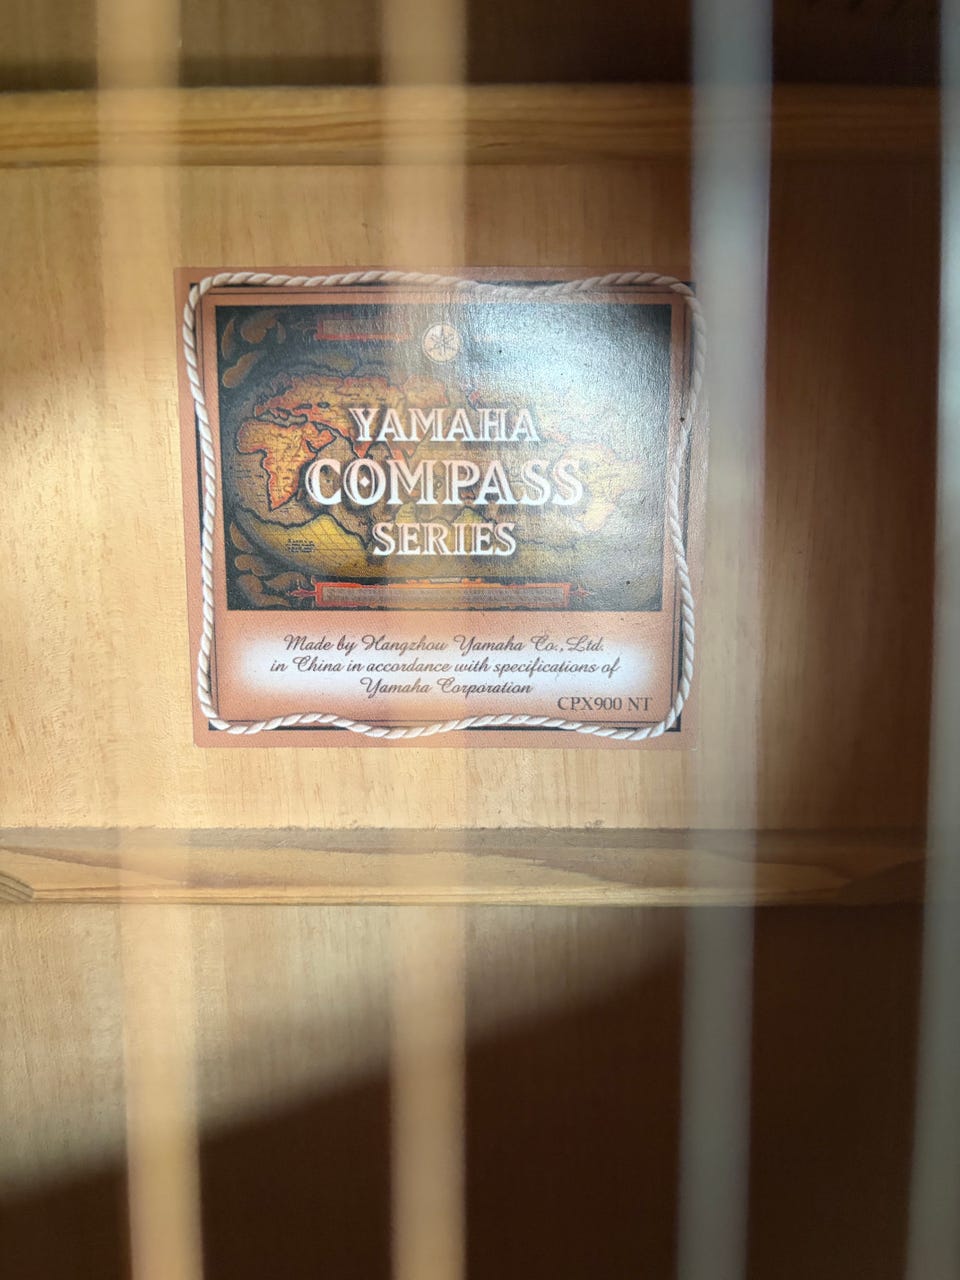 YAMAHA
COMPASS
SERIES
Made by Hangzhou Yamaha Co., Ltd.
in China in accordance with specifications of
Yamaha Corporation
CPX900 NT